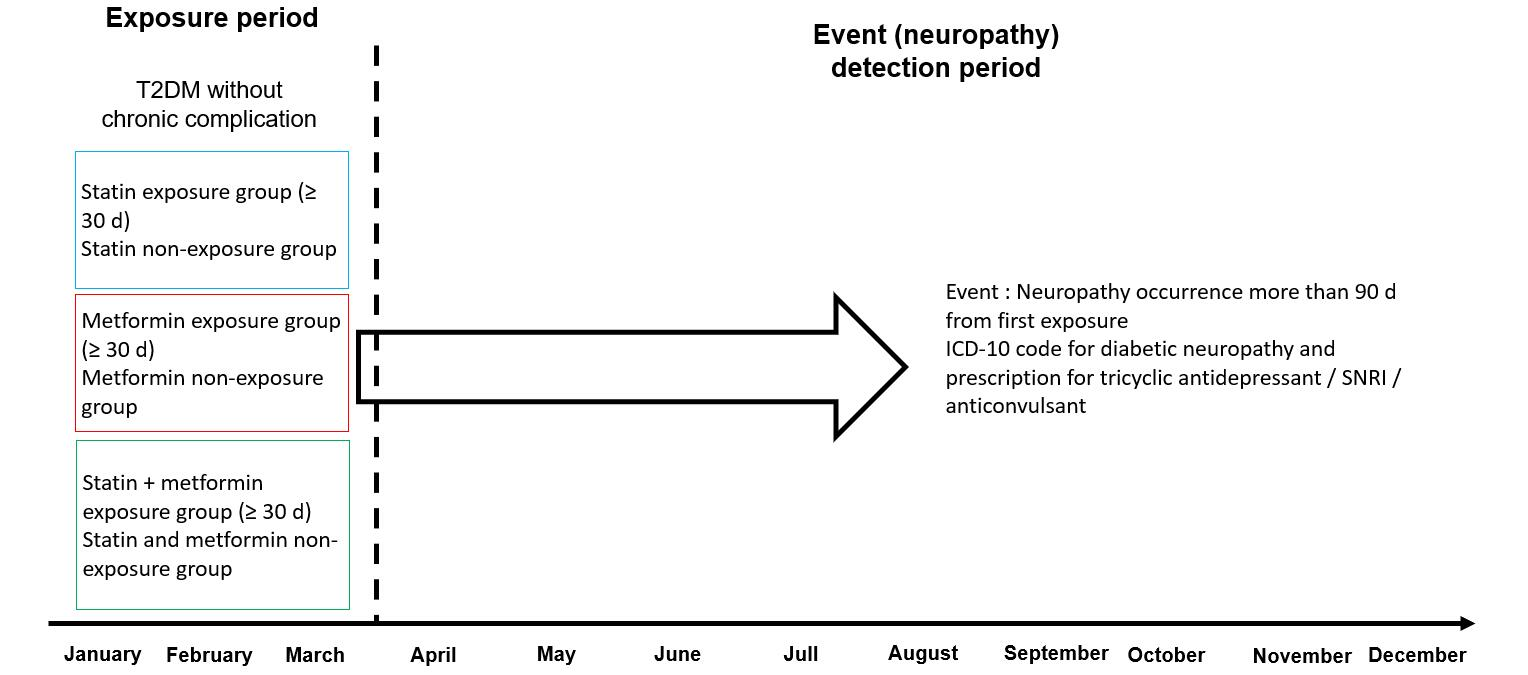 Exposure period
Event (neuropathy)
detection period
T2DM without
chronic complication
Statin exposure group (≥
30 d)
Statin non-exposure group
Metformin exposure group
(≥ 30 d)
Metformin non-exposure
group
Statin + metformin
exposure group (≥ 30 d)
Statin and metformin non-
exposure group
Event : Neuropathy occurrence more than 90 d
from first exposure
ICD-10 code for diabetic neuropathy and
prescription for tricyclic antidepressant / SNRI /
anticonvulsant
January February March April May June Jull August September October November December